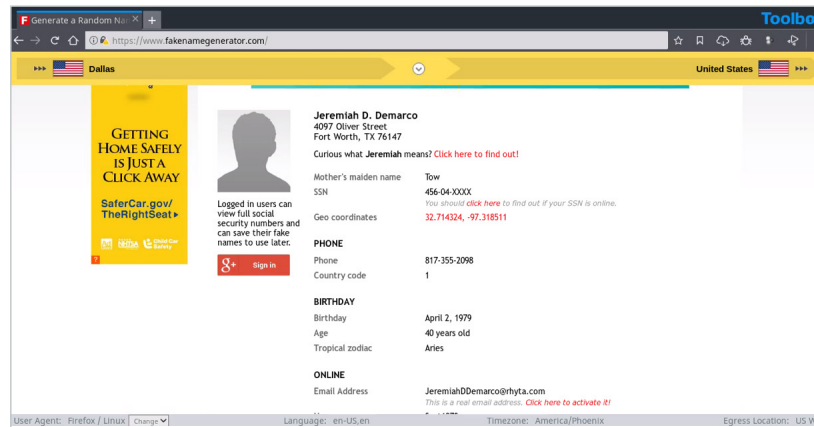 Generate a Random Nar
Toolbo
https://www.fakenamegenerator.com/
Dallas
United States
GETTING
HOME SAFELY
IS JUST A
CLICK AWAY
SaferCar.gov/
TheRightSeat
Logged in users can
view full social
security numbers and
can save their fake
names to use later.
g+ Sign in
Jeremiah D. Demarco
4097 Oliver Street
Fort Worth, TX 76147
Curious what Jeremiah means? Click here to find out!
Mother's maiden name Tow
SSN 456-04-XXXX
You should click here to find out if your SSN is online.
Geo coordinates 32.714324, -97.318511
PHONE
Phone 817-355-2098
Country code 1
BIRTHDAY
Birthday April 2, 1979
Age 40 years old
Tropical zodiac Aries
ONLINE
Email Address JeremiahDDemarco@rhyta.com
This is a real email address. Click here to activate it!
User Agent: Firefox / Linux Change Language: en-US,en Timezone: America/Phoenix Egress Location: US W